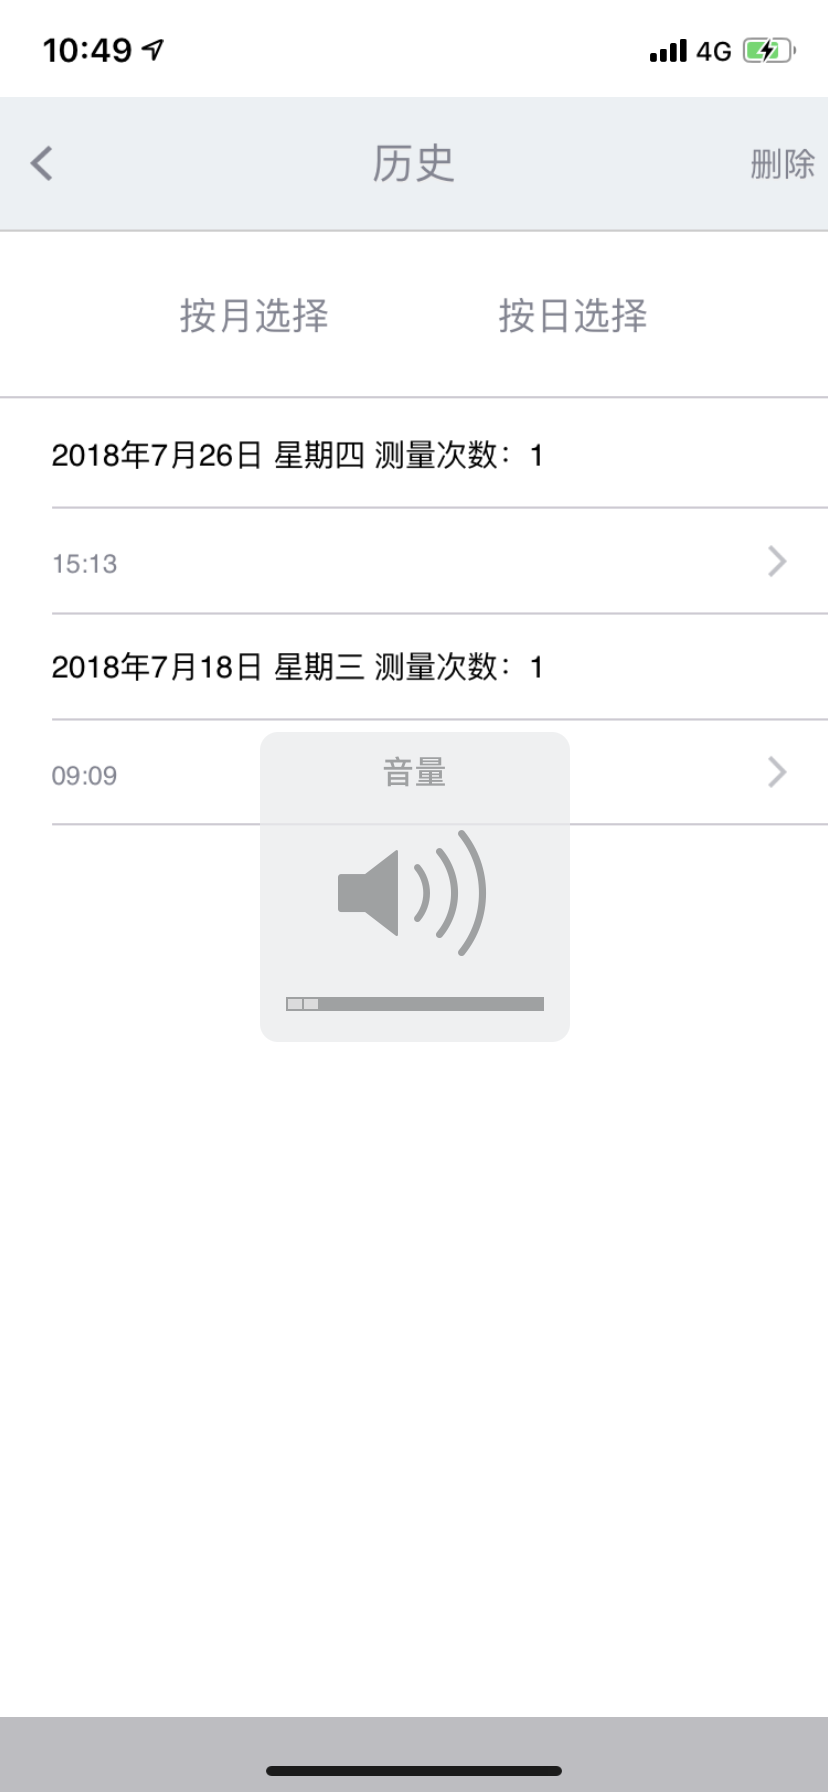 10:49 4G
历史 删除
按月选择 按日选择
2018年7月26日 星期四 测量次数：1
15:13
2018年7月18日 星期三 测量次数：1
09:09
音量